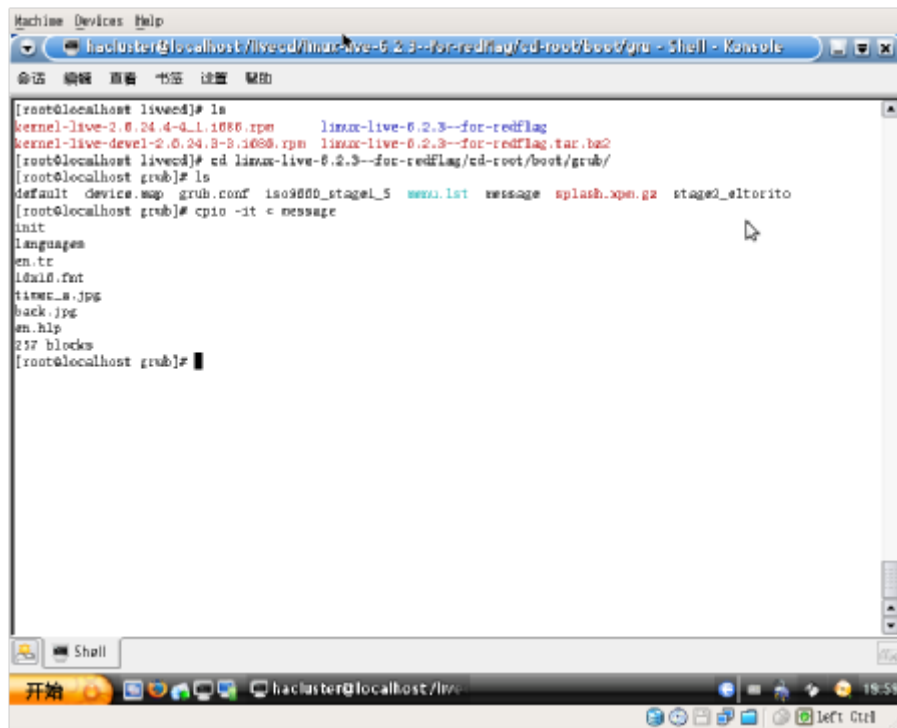 Machine Devices Help
hacluster@localhost:/livecd/linux-live-6.2.3--for-redflag/cd-root/boot/gru - Shell - Konsole
会话 编辑 查看 书签 设置 帮助
[root@localhost livecd]# ls
kernel-live-2.6.24.4-4_1.i686.rpm linux-live-6.2.3--for-redflag
kernel-live-devel-2.6.24.3-3.i686.rpm linux-live-6.2.3--for-redflag.tar.bz2
[root@localhost livecd]# cd linux-live-6.2.3--for-redflag/cd-root/boot/grub/
[root@localhost grub]# ls
default device.map grub.conf iso9660_stage1_5 menu.lst message splash.xpm.gz stage2_eltorito
[root@localhost grub]# cpio -it < message
init
languages
en.tr
16x16.fnt
timer_a.jpg
back.jpg
en.hlp
257 blocks
[root@localhost grub]#
Shell
开始 hacluster@localhost:/live 19:59
Left Ctrl